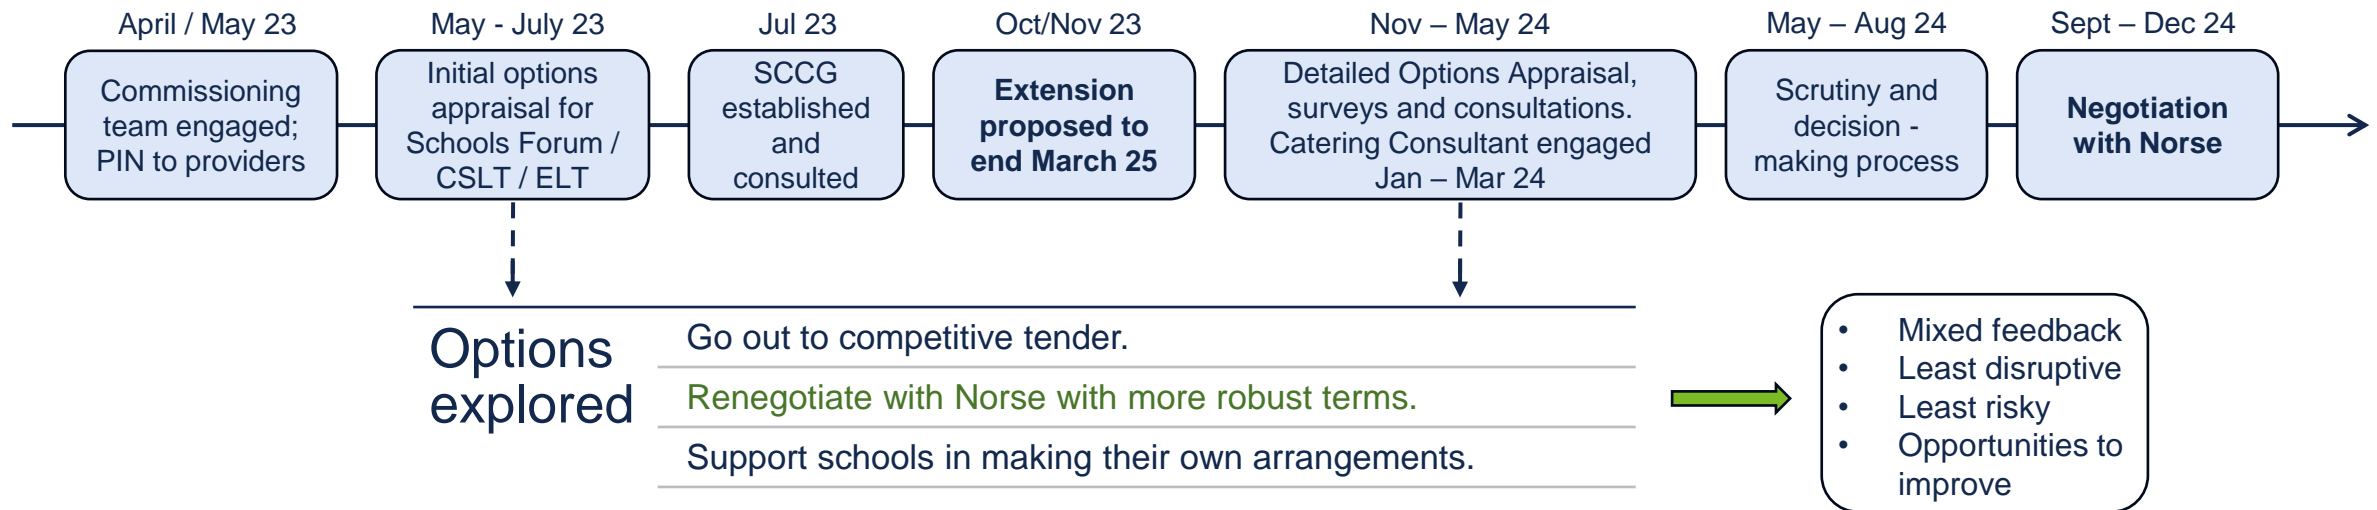 April / May 23
May - July 23
Jul 23
Oct/Nov 23
Nov – May 24
May – Aug 24
Sept – Dec 24
Commissioning
team engaged;
PIN to providers
Initial options
appraisal for
Schools Forum /
CSLT / ELT
SCCG
established
and
consulted
Extension
proposed to
end March 25
Detailed Options Appraisal,
surveys and consultations.
Catering Consultant engaged
Jan – Mar 24
Scrutiny and
decision -
making process
Negotiation
with Norse
Options
explored
Go out to competitive tender.
Renegotiate with Norse with more robust terms.
Support schools in making their own arrangements.
• Mixed feedback
• Least disruptive
• Least risky
• Opportunities to
improve